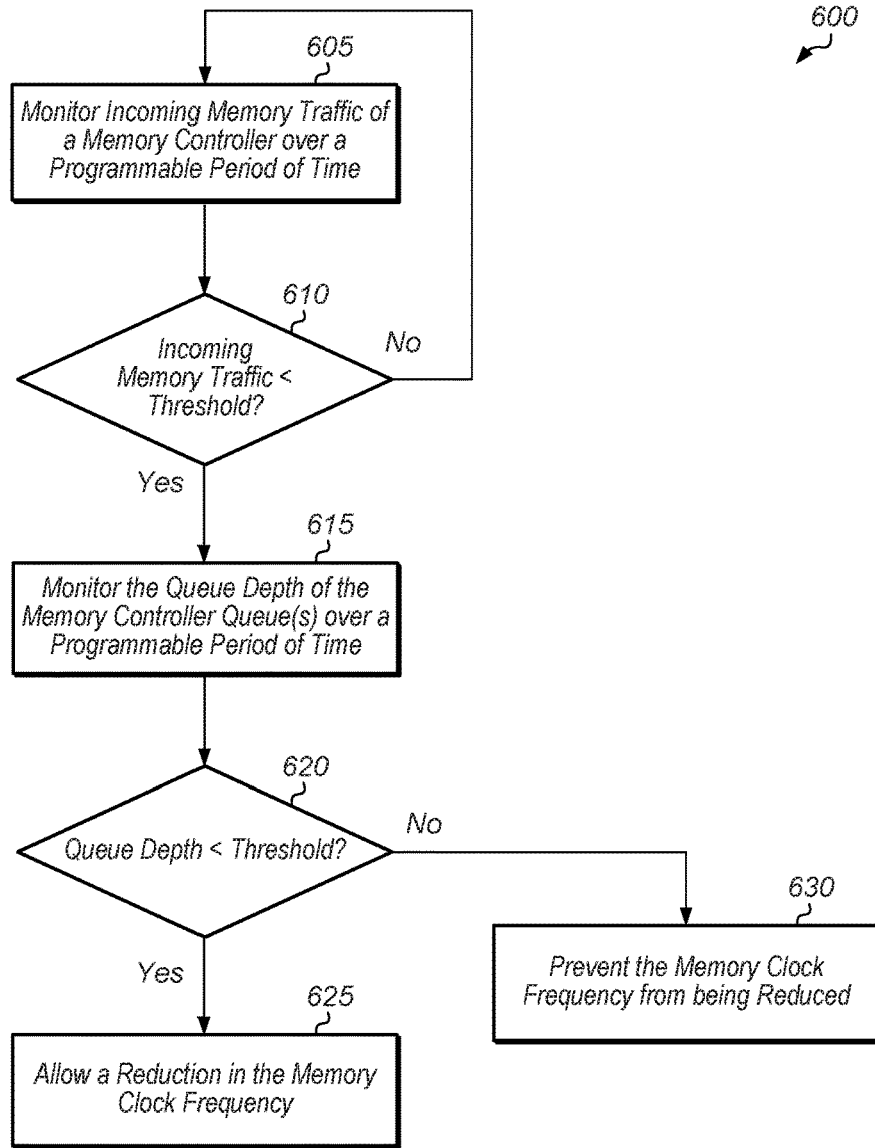 600
605
Monitor Incoming Memory Traffic of
a Memory Controller over a
Programmable Period of Time
610
Incoming
Memory Traffic <
Threshold?
No
Yes
615
Monitor the Queue Depth of the
Memory Controller Queue(s) over a
Programmable Period of Time
620
Queue Depth < Threshold?
No
Yes
630
Prevent the Memory Clock
Frequency from being Reduced
625
Allow a Reduction in the Memory
Clock Frequency